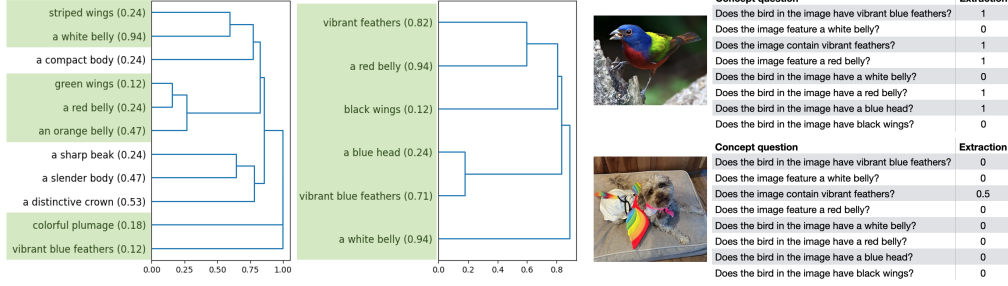 striped wings (0.24)
a white belly (0.94)
a compact body (0.24)
green wings (0.12)
a red belly (0.24)
an orange belly (0.47)
a sharp beak (0.24)
a slender body (0.47)
a distinctive crown (0.53)
colorful plumage (0.18)
vibrant blue feathers (0.12)
0.00 0.25 0.50 0.75 1.00
vibrant feathers (0.82)
a red belly (0.94)
black wings (0.12)
a blue head (0.24)
vibrant blue feathers (0.71)
a white belly (0.94)
0.0 0.2 0.4 0.6 0.8
Concept question Extraction
Does the bird in the image have vibrant blue feathers? 1
Does the image feature a white belly? 0
Does the image contain vibrant feathers? 1
Does the image feature a red belly? 1
Does the bird in the image have a white belly? 0
Does the bird in the image have a red belly? 1
Does the bird in the image have a blue head? 1
Does the bird in the image have black wings? 0
Concept question Extraction
Does the bird in the image have vibrant blue feathers? 0
Does the image feature a white belly? 0
Does the image contain vibrant feathers? 0.5
Does the image feature a red belly? 0
Does the bird in the image have a white belly? 0
Does the bird in the image have a red belly? 0
Does the bird in the image have a blue head? 0
Does the bird in the image have black wings? 0